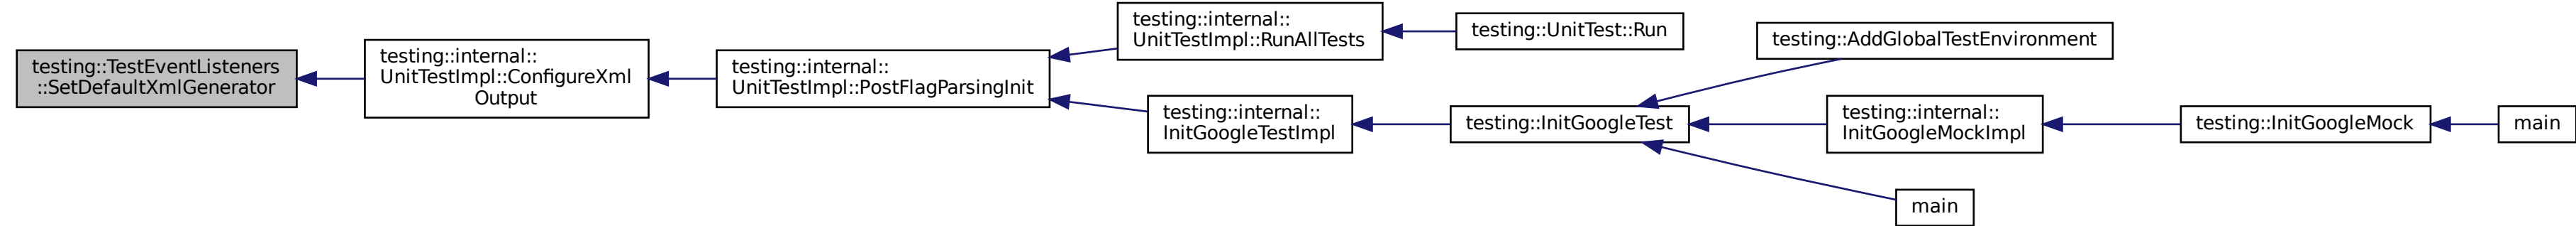 testing::TestEventListeners
::SetDefaultXmlGenerator
testing::internal::
UnitTestImpl::ConfigureXml
Output
testing::internal::
UnitTestImpl::PostFlagParsingInit
testing::internal::
UnitTestImpl::RunAllTests
testing::UnitTest::Run
testing::internal::
InitGoogleTestImpl
testing::InitGoogleTest
testing::AddGlobalTestEnvironment
testing::internal::
InitGoogleMockImpl
testing::InitGoogleMock
main
main